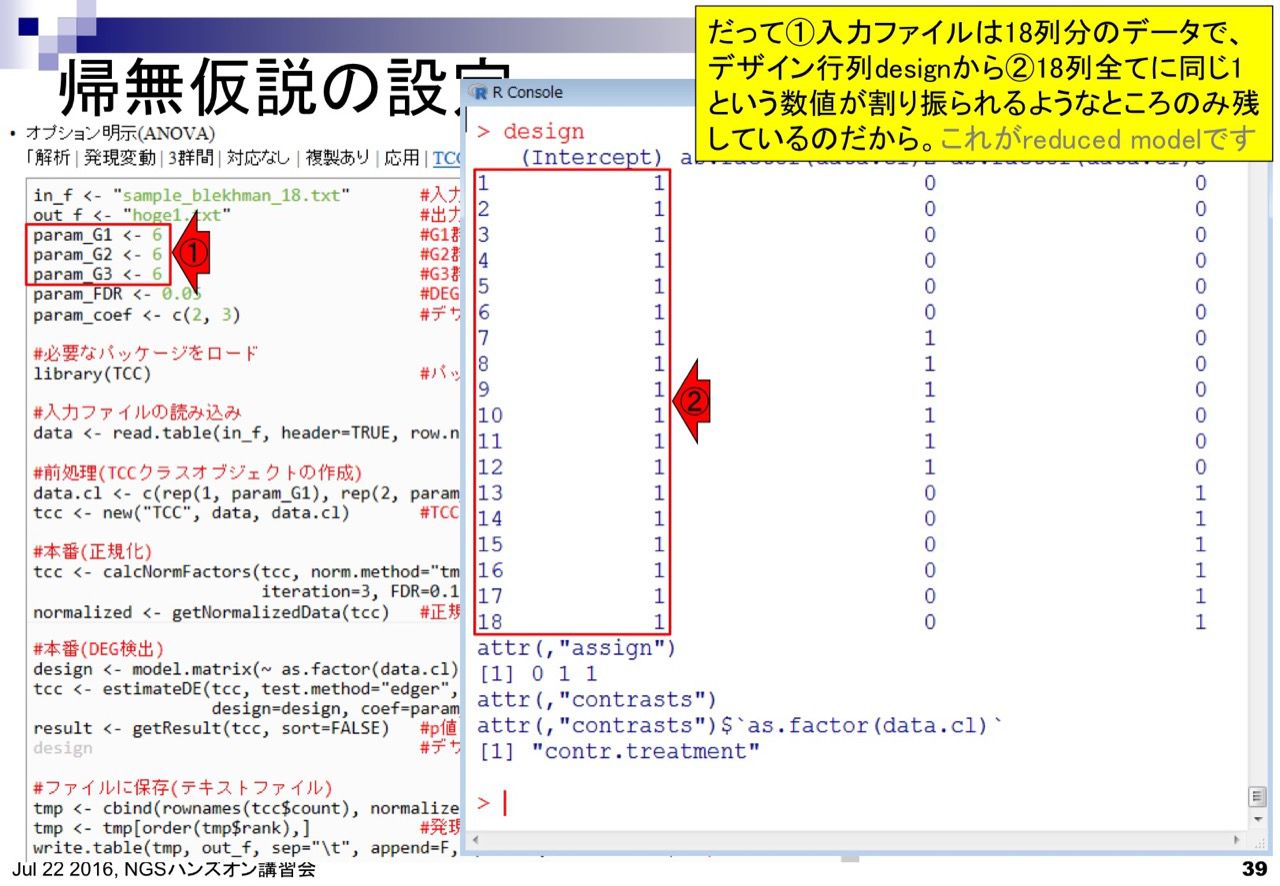 だって①入力ファイルは18列分のデータで、
デザイン行列designから②18列全てに同じ1
という数値が割り振られるようなところのみ残
しているのだから。これがreduced modelです
帰無仮説の設定
• オプション明示(ANOVA)
「解析 | 発現変動 | 3群間 | 対応なし | 複製あり | 応用 | TCC
in_f <- "sample_blekhman_18.txt" #入力
out_f <- "hoge1.txt" #出力
param_G1 <- 6 #G1群
param_G2 <- 6 #G2群
param_G3 <- 6 #G3群
①
param_FDR <- 0.05 #DEG
param_coef <- c(2, 3) #デザ
#必要なパッケージをロード
library(TCC) #パッ
#入力ファイルの読み込み
data <- read.table(in_f, header=TRUE, row.n
#前処理(TCCクラスオブジェクトの作成)
data.cl <- c(rep(1, param_G1), rep(2, param
tcc <- new("TCC", data, data.cl) #TCC
#本番(正規化)
tcc <- calcNormFactors(tcc, norm.method="tm
iteration=3, FDR=0.1
normalized <- getNormalizedData(tcc) #正規
#本番(DEG検出)
design <- model.matrix(~ as.factor(data.cl)
tcc <- estimateDE(tcc, test.method="edger",
design=design, coef=param
result <- getResult(tcc, sort=FALSE) #p値
design #デザ
#ファイルに保存(テキストファイル)
tmp <- cbind(rownames(tcc$count), normalize
tmp <- tmp[order(tmp$rank),] #発現
write.table(tmp, out_f, sep="\t", append=F,
R Console
> design
(Intercept) as.factor(data.cl)2 as.factor(data.cl)3
1 1 0 0
2 1 0 0
3 1 0 0
4 1 0 0
5 1 0 0
6 1 0 0
7 1 1 0
8 1 1 0
9 1 1 0
②
10 1 1 0
11 1 1 0
12 1 1 0
13 1 0 1
14 1 0 1
15 1 0 1
16 1 0 1
17 1 0 1
18 1 0 1
attr(,"assign")
[1] 0 1 1
attr(,"contrasts")
attr(,"contrasts")$`as.factor(data.cl)`
[1] "contr.treatment"
>
Jul 22 2016, NGSハンズオン講習会
39